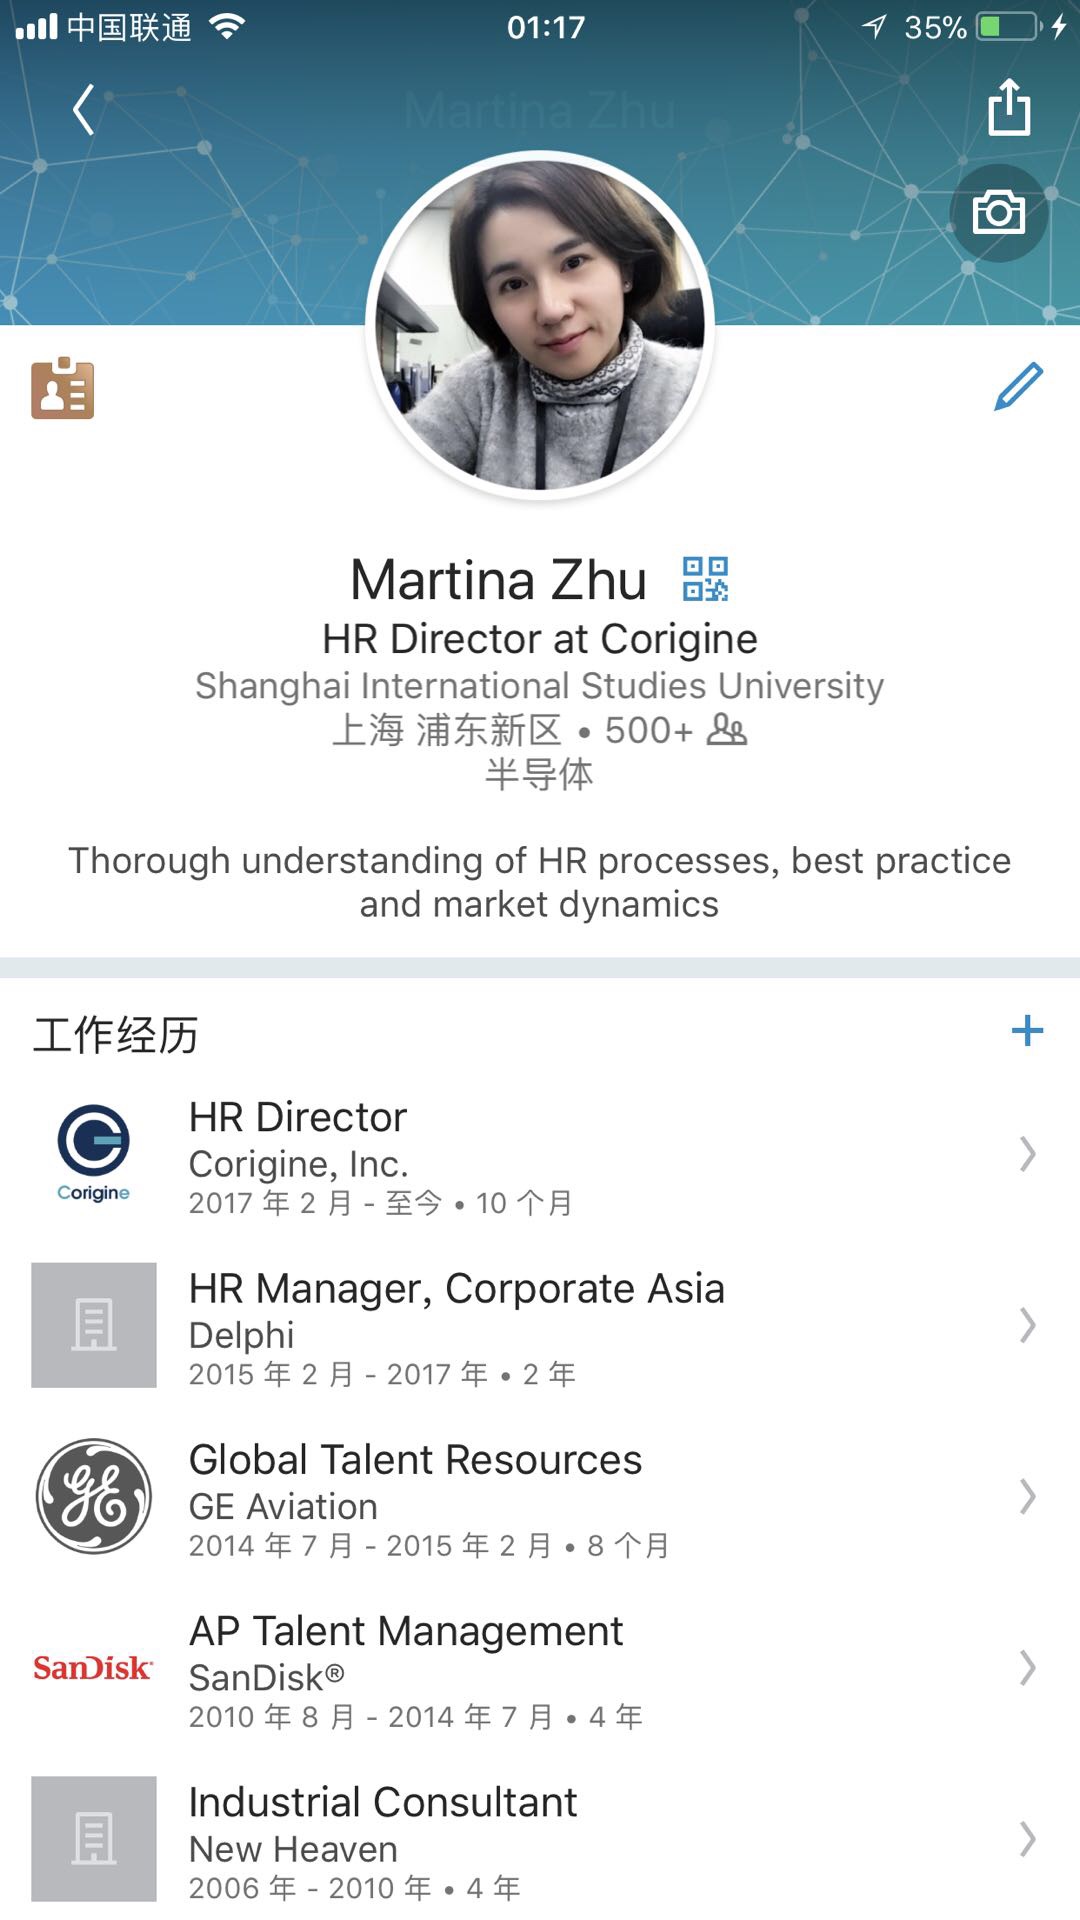 中国联通 01:17 35%
Martina Zhu
Martina Zhu
HR Director at Corigine
Shanghai International Studies University
上海 浦东新区 • 500+
半导体
Thorough understanding of HR processes, best practice
and market dynamics
工作经历
HR Director
Corigine, Inc.
2017 年 2 月 - 至今 • 10 个月
Corigine
HR Manager, Corporate Asia
Delphi
2015 年 2 月 - 2017 年 • 2 年
GE
Global Talent Resources
GE Aviation
2014 年 7 月 - 2015 年 2 月 • 8 个月
SanDisk
AP Talent Management
SanDisk®
2010 年 8 月 - 2014 年 7 月 • 4 年
Industrial Consultant
New Heaven
2006 年 - 2010 年 • 4 年